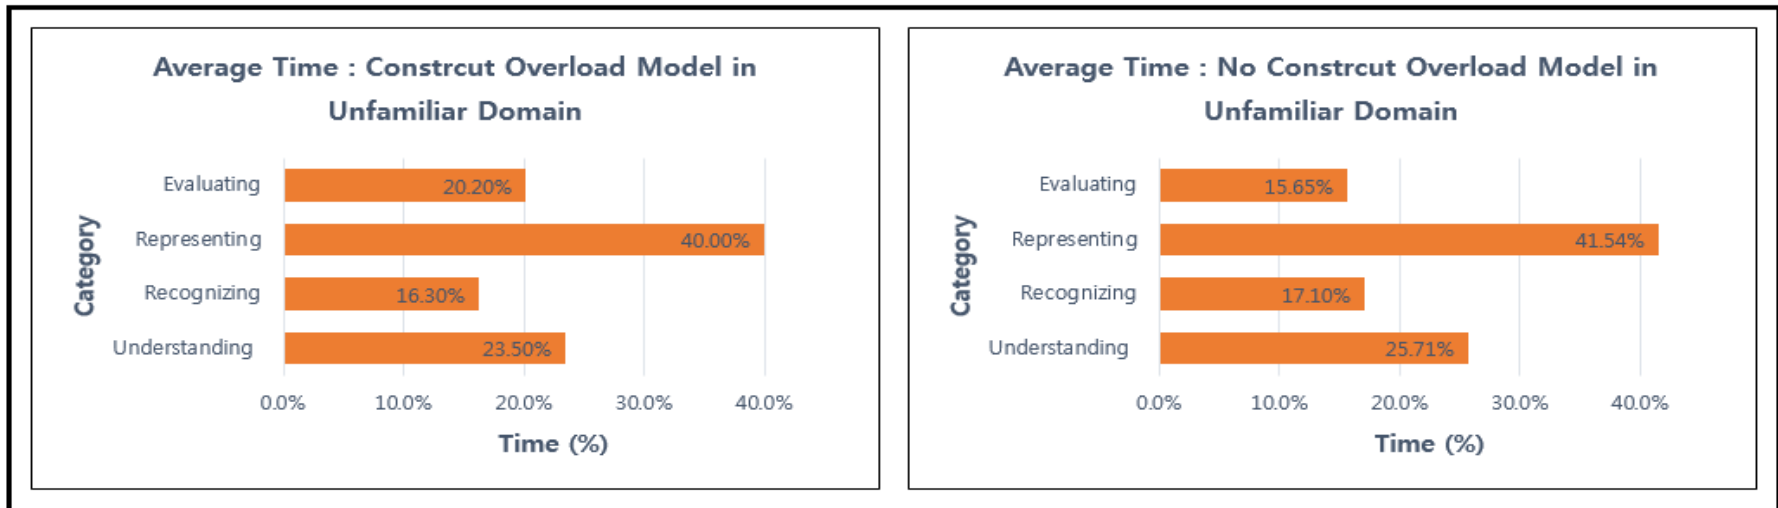 Average Time : Constrcut Overload Model in
Unfamiliar Domain
Category
Evaluating
20.20%
Representing
40.00%
Recognizing
16.30%
Understanding
23.50%
0.0% 10.0% 20.0% 30.0% 40.0%
Time (%)
Average Time : No Constrcut Overload Model in
Unfamiliar Domain
Category
Evaluating
15.65%
Representing
41.54%
Recognizing
17.10%
Understanding
25.71%
0.0% 10.0% 20.0% 30.0% 40.0%
Time (%)